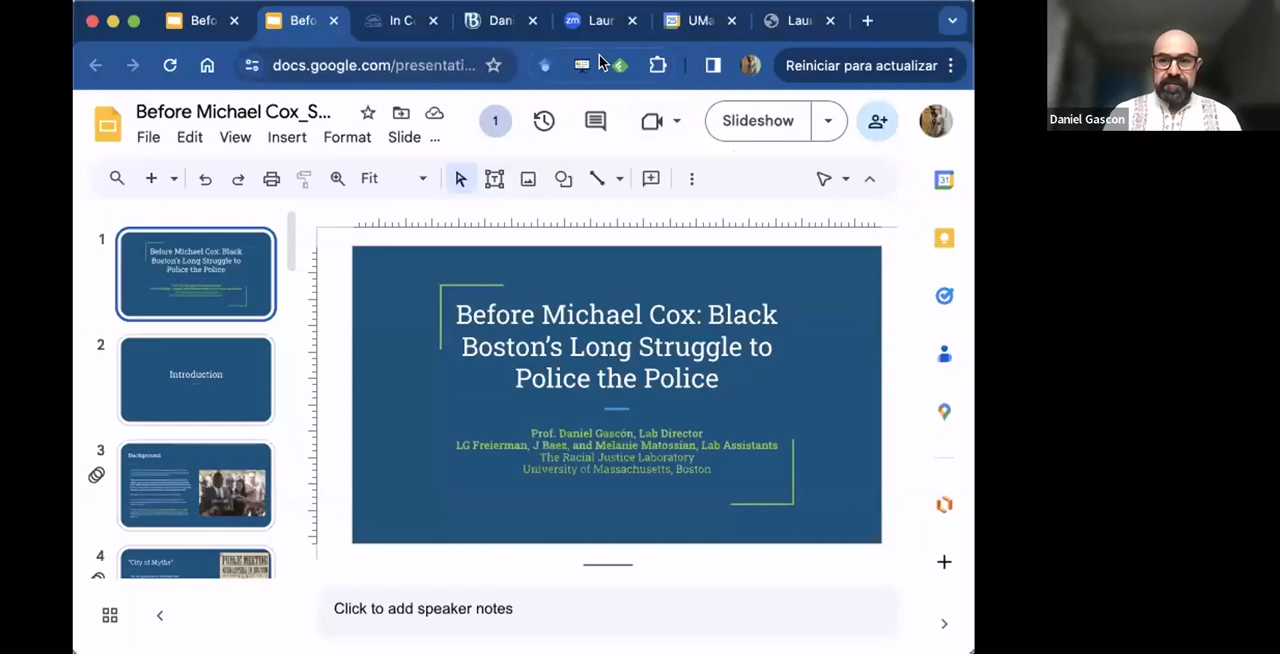 Befo
Befo
In C
Dani
Laur
UMa
Laur
docs.google.com/presentati...
Reiniciar para actualizar
Before Michael Cox_S...
File Edit View Insert Format Slide ...
1
Slideshow
Fit
1
Before Michael Cox: Black
Boston's Long Struggle to
Police the Police
2
Introduction
3
Background
4
"City of Myths"
PUBLIC MEETING
Before Michael Cox: Black
Boston's Long Struggle to
Police the Police
Prof. Daniel Gascón, Lab Director
LG Freierman, J Baez, and Melanie Matossian, Lab Assistants
The Racial Justice Laboratory
University of Massachusetts, Boston
Click to add speaker notes
31
Daniel Gascon